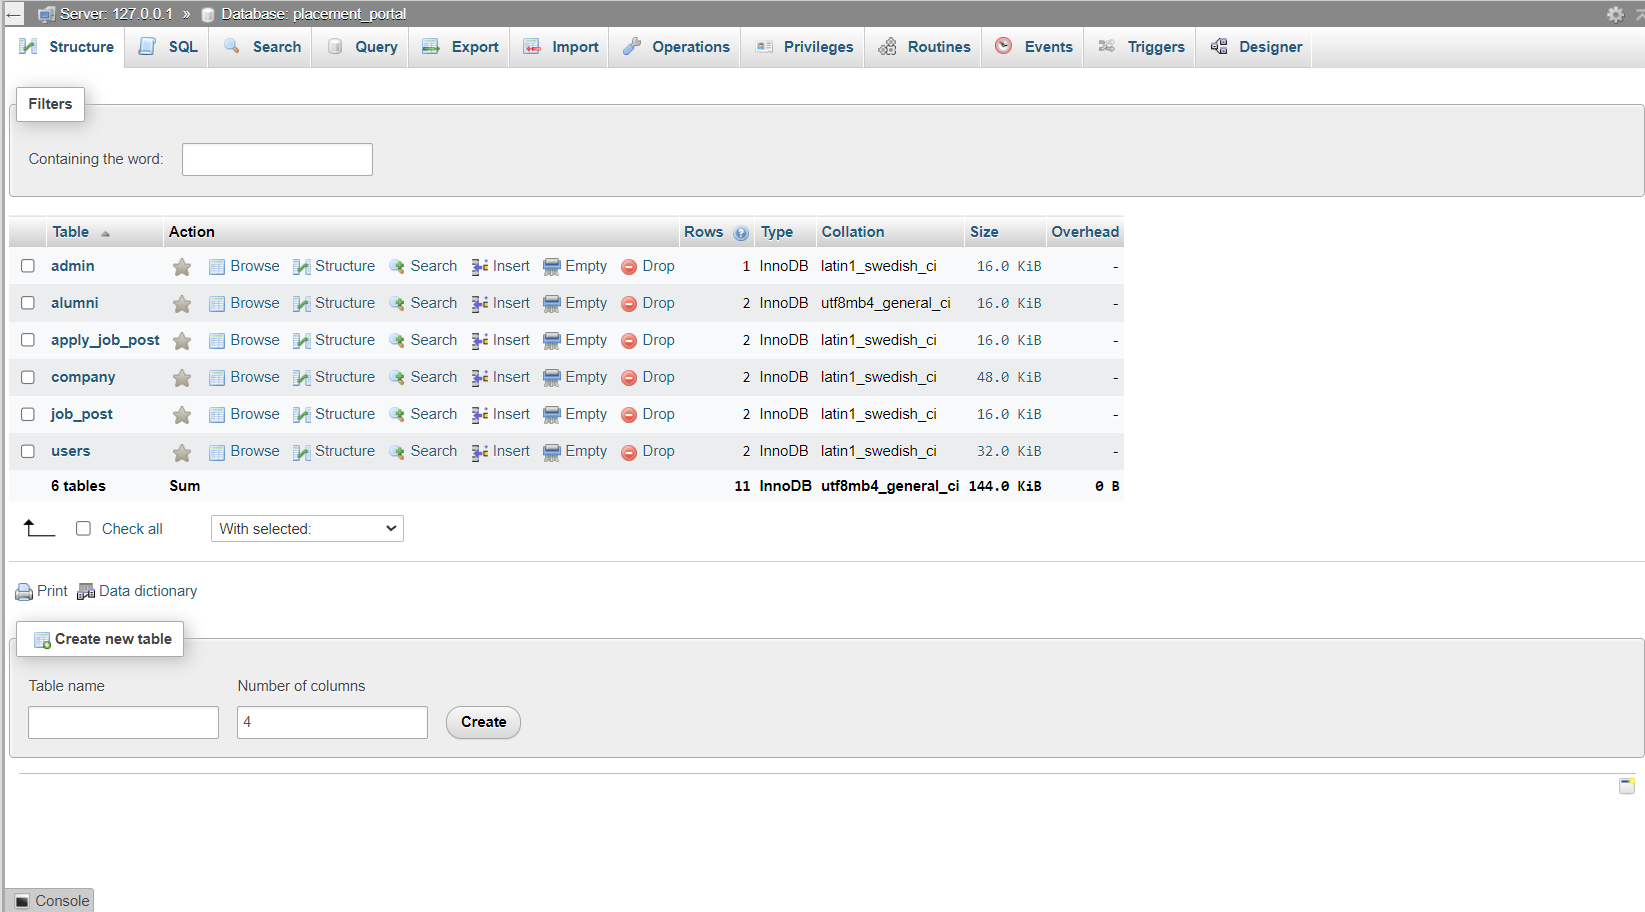 Server: 127.0.0.1 » Database: placement_portal
Structure SQL Search Query Export Import Operations Privileges Routines Events Triggers Designer
Filters
Containing the word:
Table Action Rows Type Collation Size Overhead
admin Browse Structure Search Insert Empty Drop 1 InnoDB latin1_swedish_ci 16.0 KiB -
alumni Browse Structure Search Insert Empty Drop 2 InnoDB utf8mb4_general_ci 16.0 KiB -
apply_job_post Browse Structure Search Insert Empty Drop 2 InnoDB latin1_swedish_ci 16.0 KiB -
company Browse Structure Search Insert Empty Drop 2 InnoDB latin1_swedish_ci 48.0 KiB -
job_post Browse Structure Search Insert Empty Drop 2 InnoDB latin1_swedish_ci 16.0 KiB -
users Browse Structure Search Insert Empty Drop 2 InnoDB latin1_swedish_ci 32.0 KiB -
6 tables Sum 11 InnoDB utf8mb4_general_ci 144.0 KiB 0 B
Check all With selected:
Print Data dictionary
Create new table
Table name Number of columns
4 Create
Console